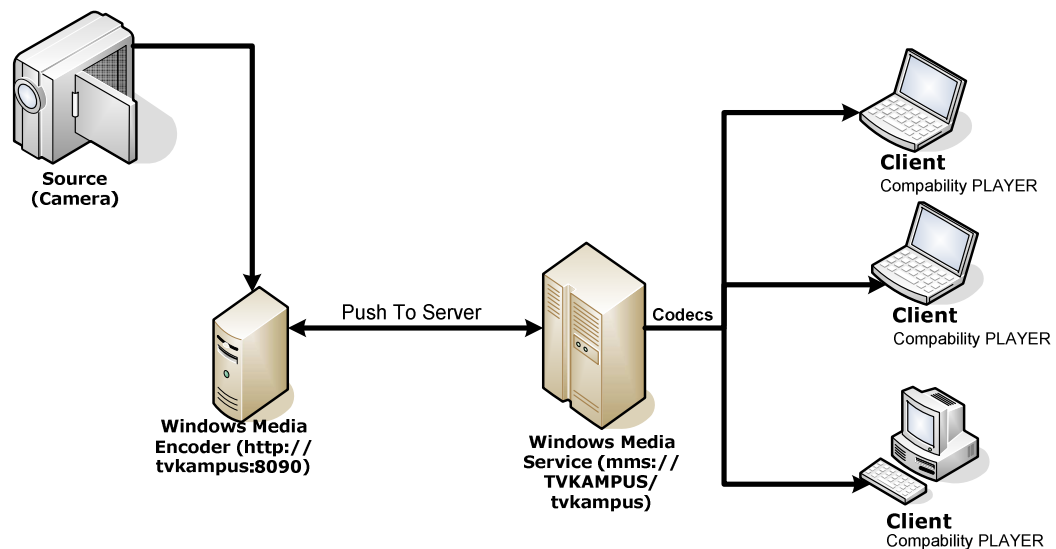 Source
(Camera)
Windows Media
Encoder (http://
tvkampus:8090)
Push To Server
Windows Media
Service (mms://
TVKAMPUS/
tvkampus)
Codecs
Client
Compability PLAYER
Client
Compability PLAYER
Client
Compability PLAYER